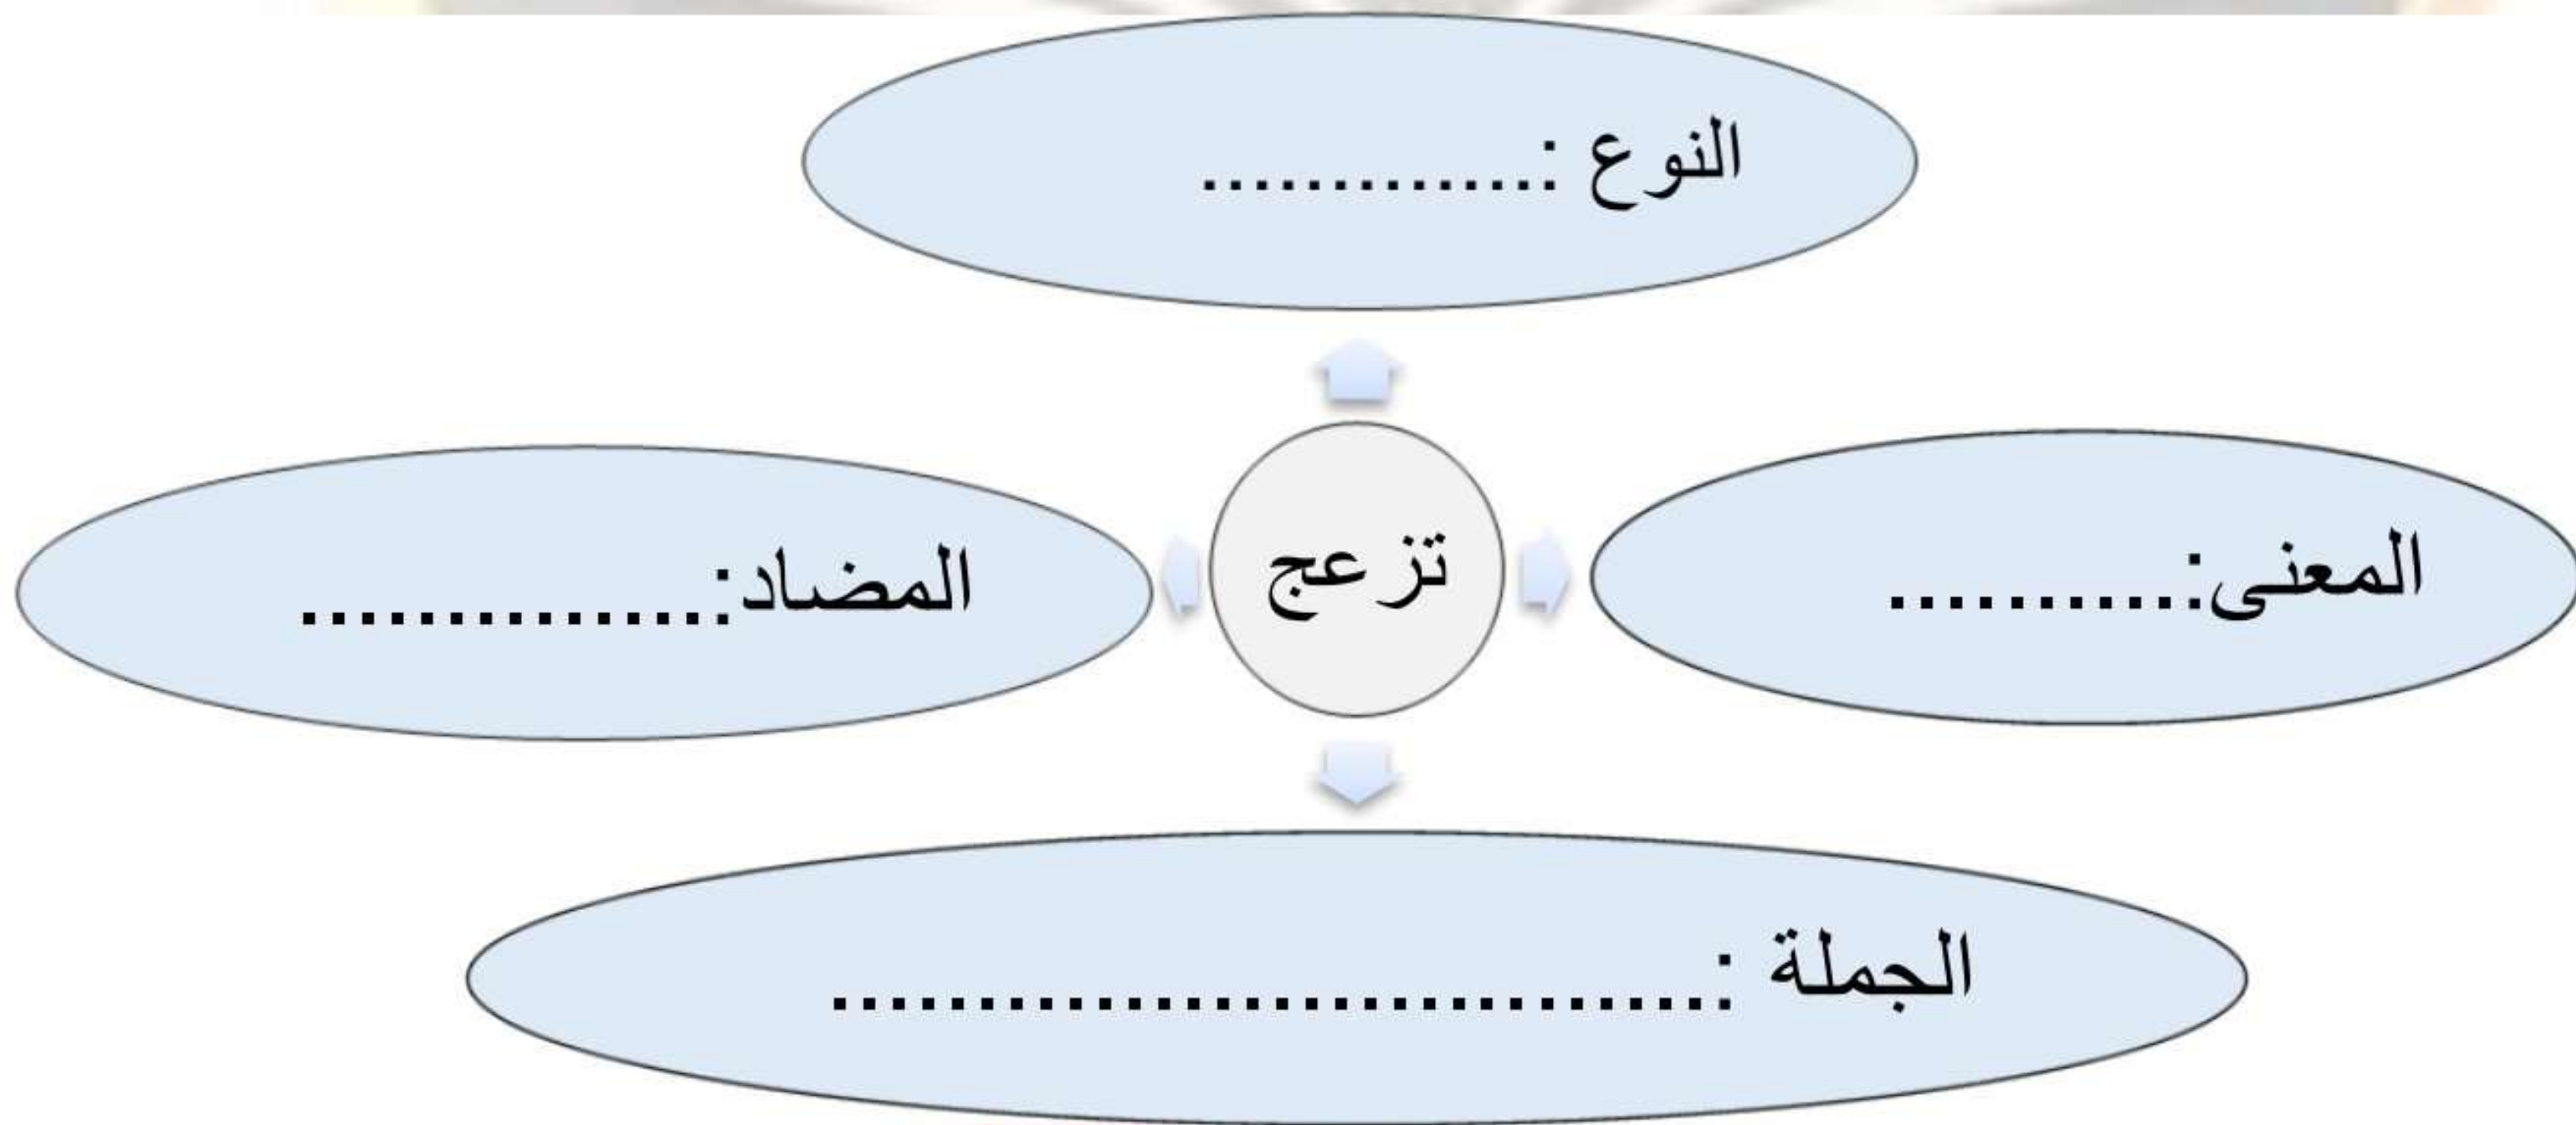 النوع :..............
المعنى:...........
تزعج
المضاد:...............
الجملة :...............................